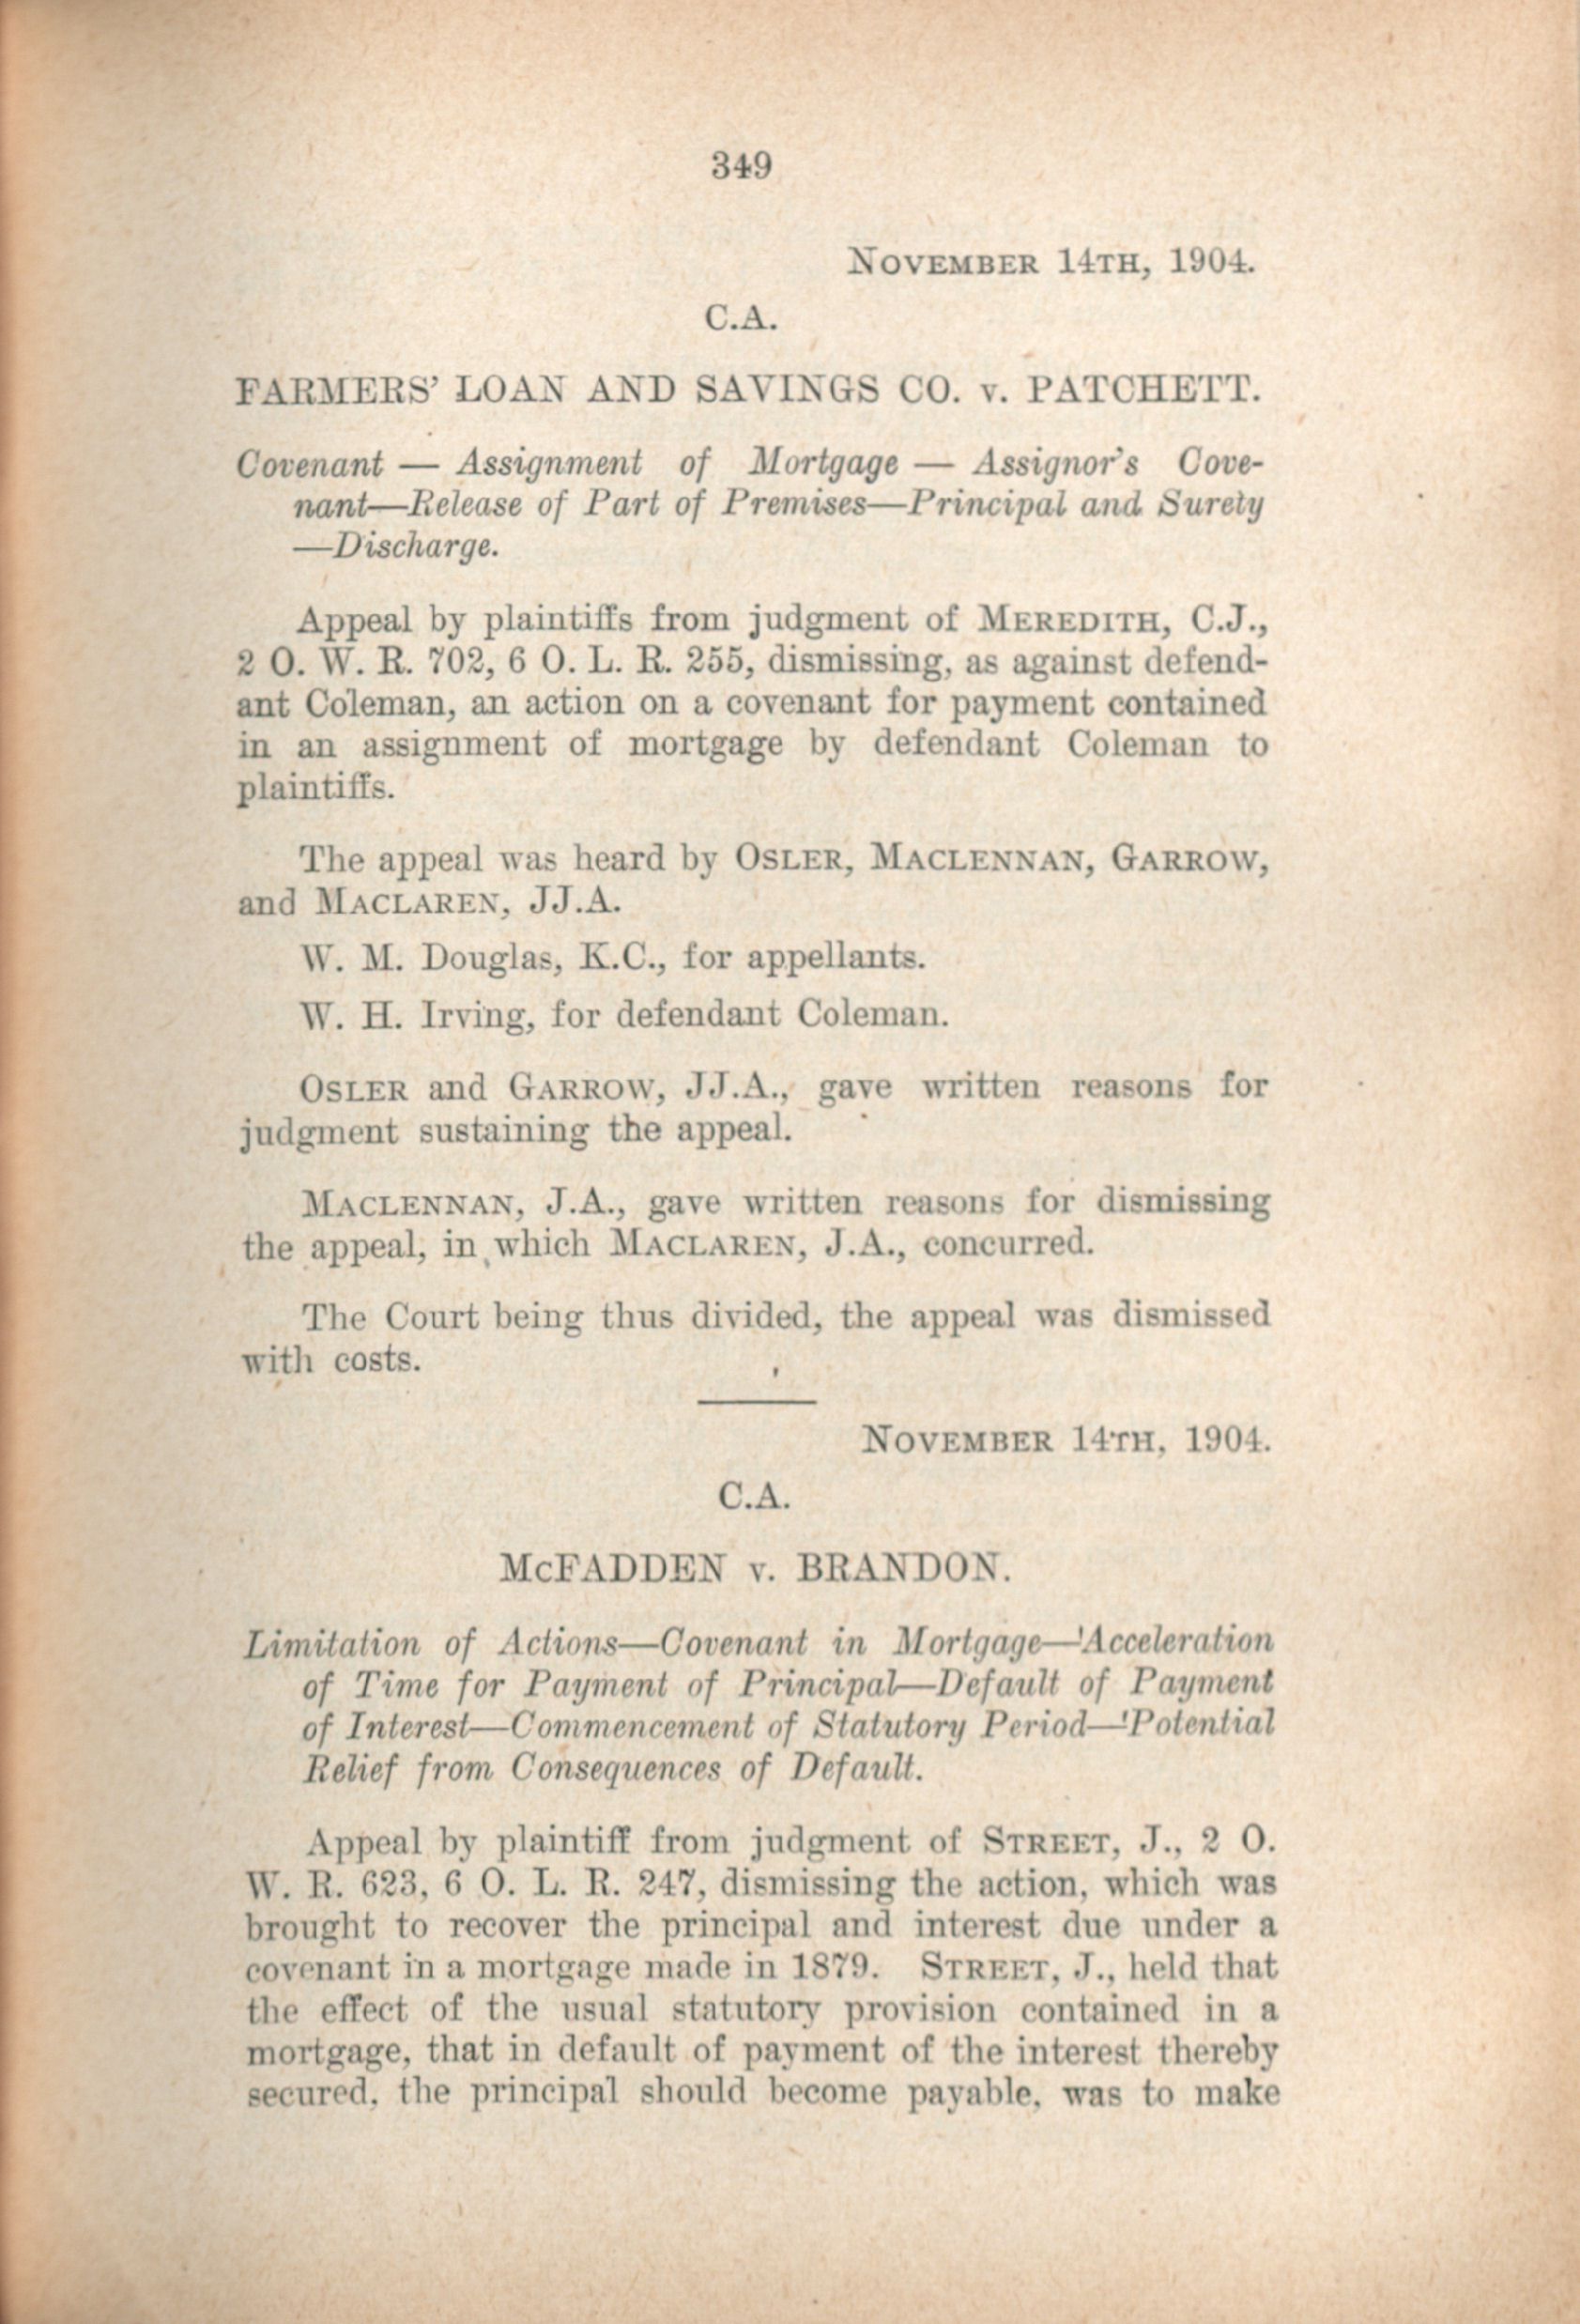 349
NOVEMBER 14TH, 1904.
C.A.
FARMERS' LOAN AND SAVINGS CO. v. PATCHETT.
Covenant — Assignment of Mortgage — Assignor's Cove-
nant—Release of Part of Premises—Principal and Surety
—Discharge.
Appeal by plaintiffs from judgment of MEREDITH, C.J.,
2 O. W. R. 702, 6 O. L. R. 255, dismissing, as against defend-
ant Coleman, an action on a covenant for payment contained
in an assignment of mortgage by defendant Coleman to
plaintiffs.
The appeal was heard by OSLER, MACLENNAN, GARROW,
and MACLAREN, JJ.A.
W. M. Douglas, K.C., for appellants.
W. H. Irving, for defendant Coleman.
OSLER and GARROW, JJ.A., gave written reasons for
judgment sustaining the appeal.
MACLENNAN, J.A., gave written reasons for dismissing
the appeal, in which MACLAREN, J.A., concurred.
The Court being thus divided, the appeal was dismissed
with costs.
NOVEMBER 14TH, 1904.
C.A.
McFADDEN v. BRANDON.
Limitation of Actions—Covenant in Mortgage—Acceleration
of Time for Payment of Principal—Default of Payment
of Interest—Commencement of Statutory Period—Potential
Relief from Consequences of Default.
Appeal by plaintiff from judgment of STREET, J., 2 O.
W. R. 623, 6 O. L. R. 247, dismissing the action, which was
brought to recover the principal and interest due under a
covenant in a mortgage made in 1879. STREET, J., held that
the effect of the usual statutory provision contained in a
mortgage, that in default of payment of the interest thereby
secured, the principal should become payable, was to make